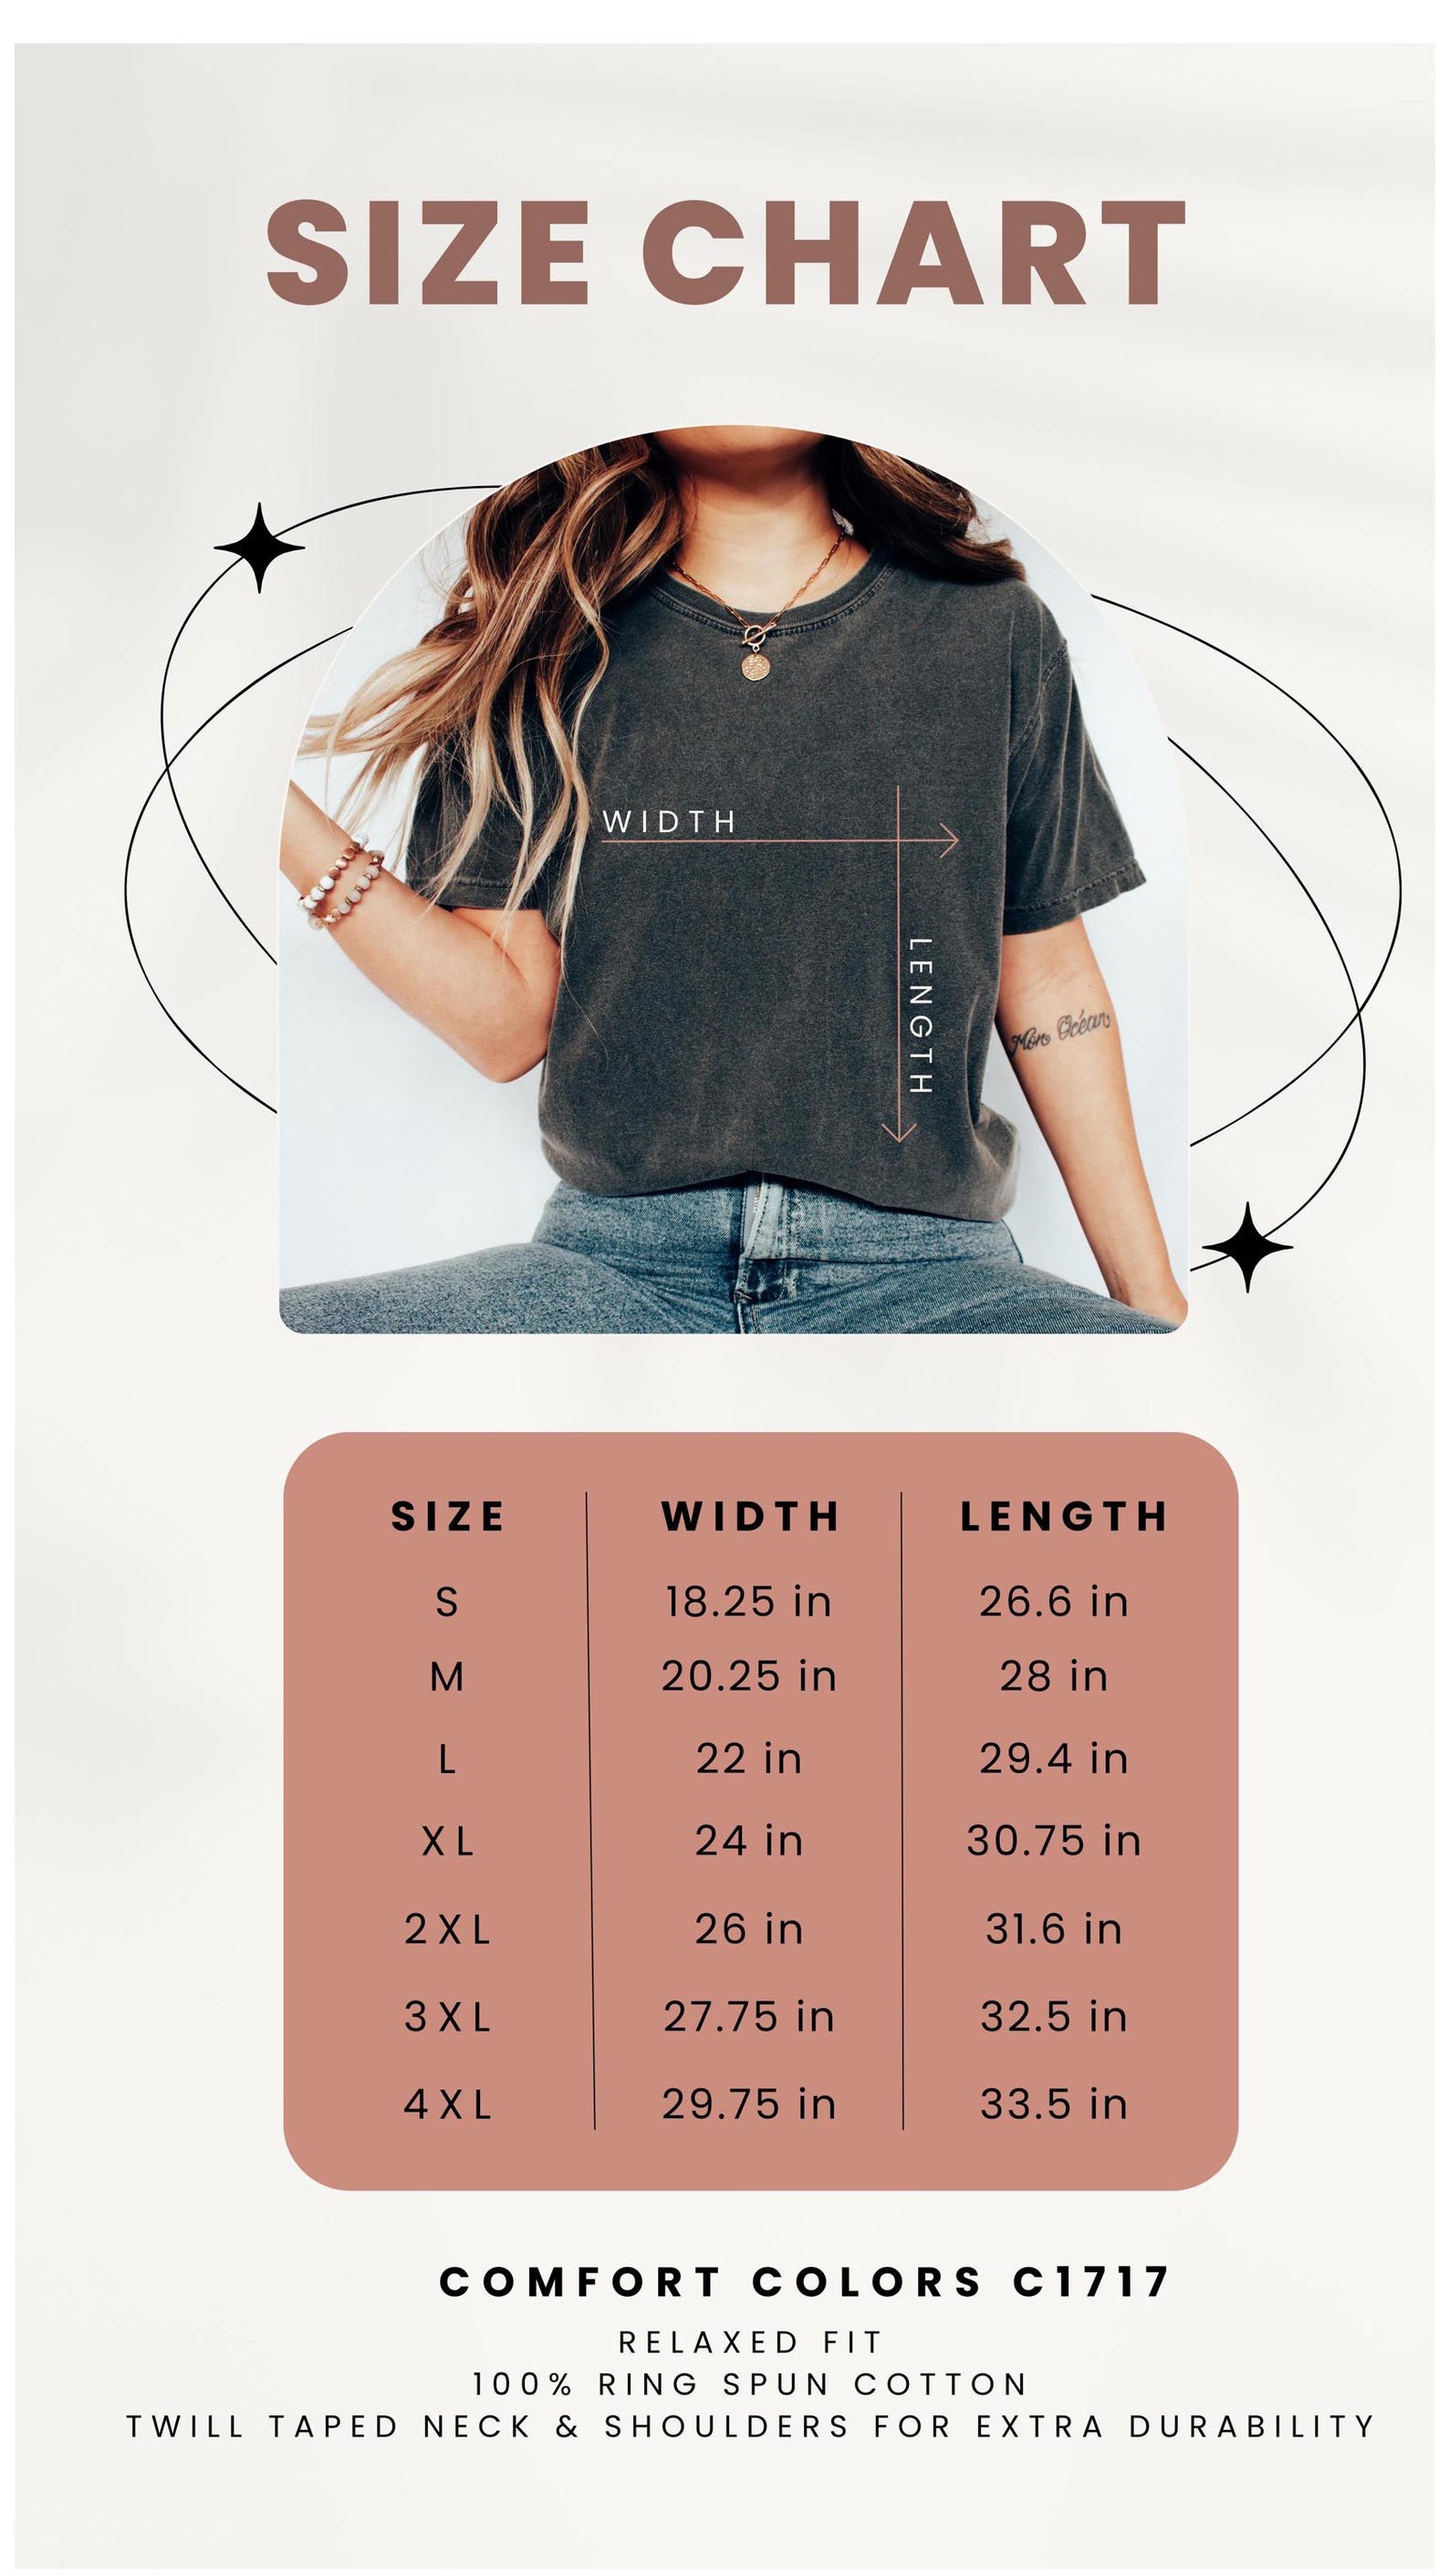 SIZE CHART
WIDTH
LENGTH
Mon Océan
SIZE WIDTH LENGTH
S 18.25 in 26.6 in
M 20.25 in 28 in
L 22 in 29.4 in
XL 24 in 30.75 in
2XL 26 in 31.6 in
3XL 27.75 in 32.5 in
4XL 29.75 in 33.5 in
COMFORT COLORS C1717
RELAXED FIT
100% RING SPUN COTTON
TWILL TAPED NECK & SHOULDERS FOR EXTRA DURABILITY